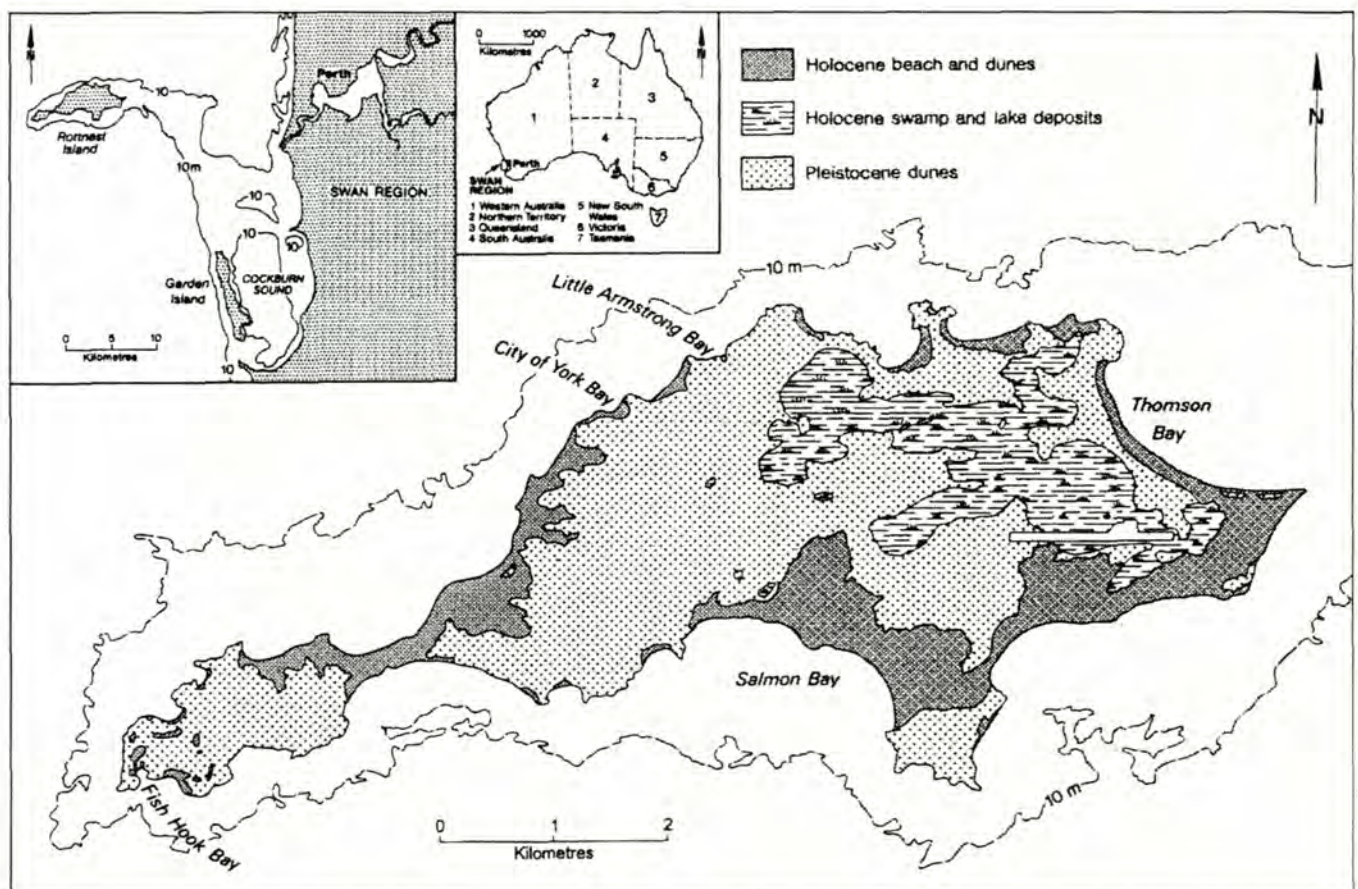 N
10
Perth
Rottnest
Island
10m
SWAN REGION
10
10
10
COCKBURN
SOUND
Garden
Island
0 5 10
Kilometres
10
0 1000
Kilometres
N
2
3
1
4
5
6
7
Perth
SWAN
REGION
1 Western Australia
2 Northern Territory
3 Queensland
4 South Australia
5 New South
Wales
6 Victoria
7 Tasmania
Holocene beach and dunes
Holocene swamp and lake deposits
Pleistocene dunes
N
10 m
Little Armstrong Bay
City of York Bay
Thomson
Bay
Salmon Bay
Fish Hook Bay
10 m
0 1 2
Kilometres